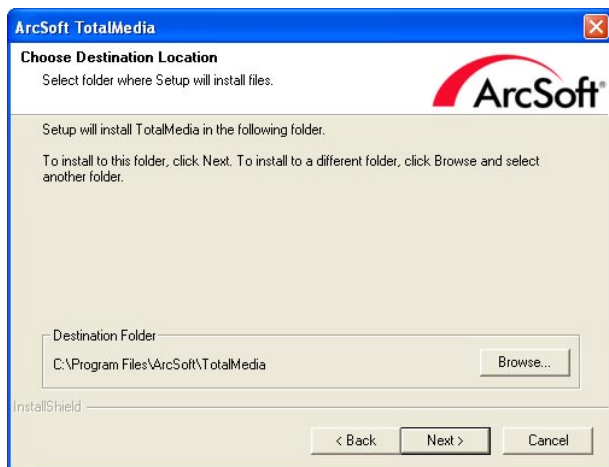 ArcSoft TotalMedia
Choose Destination Location
Select folder where Setup will install files.
ArcSoft®
Setup will install TotalMedia in the following folder.
To install to this folder, click Next. To install to a different folder, click Browse and select
another folder.
Destination Folder
C:\Program Files\ArcSoft\TotalMedia
Browse...
InstallShield
< Back
Next >
Cancel